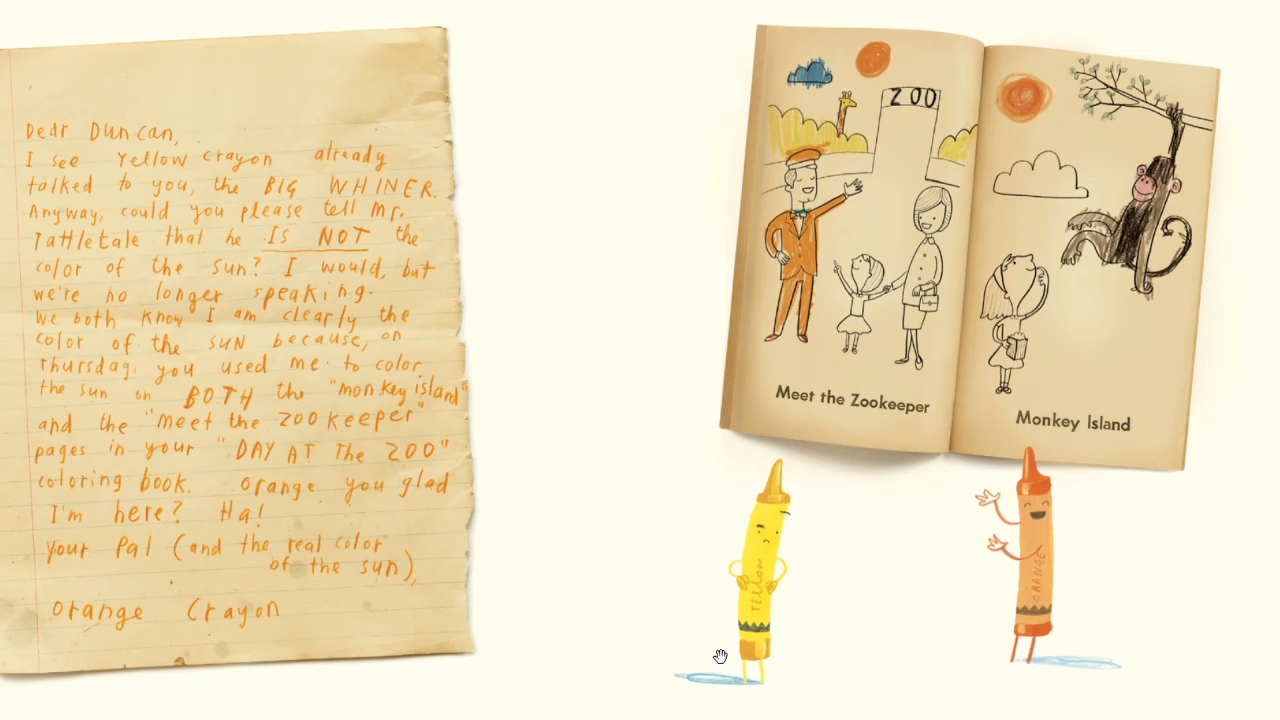 Dear Duncan,
I see Yellow crayon already
talked to you, the BIG WHINER.
Anyway, could you please tell Mr.
Tattletale that he IS NOT the
color of the sun? I would, but
we're no longer speaking.
We both know I am clearly the
color of the sun because, on
Thursday, you used me to color
the sun on BOTH the "monkey island"
and the "meet the zookeeper"
pages in your "DAY AT The ZOO"
coloring book. Orange you glad
I'm here? Ha!
Your Pal (and the real color
of the sun),
Orange Crayon
ZOO
Meet the Zookeeper
Monkey Island
YELLOW
ORANGE